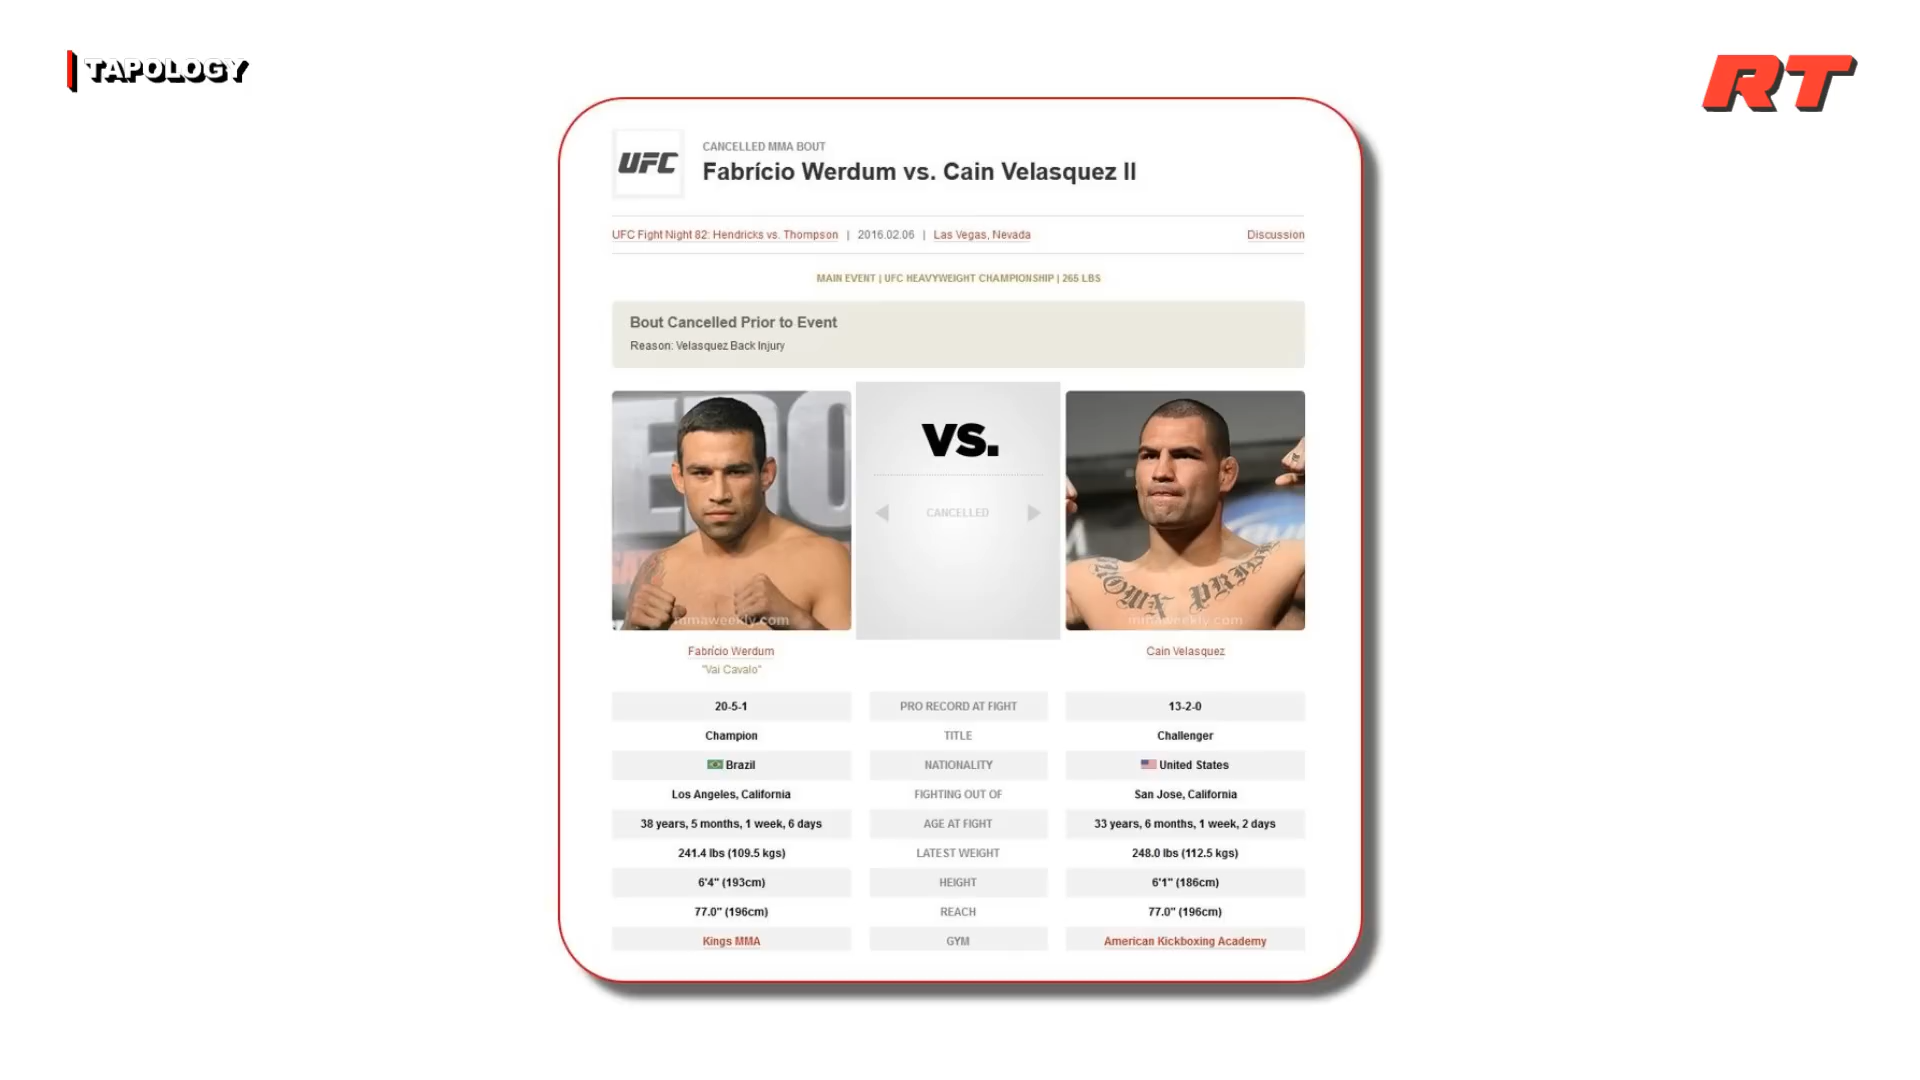 TAPOLOGY
RT
UFC
CANCELLED MMA BOUT
Fabrício Werdum vs. Cain Velasquez II
UFC Fight Night 82: Hendricks vs. Thompson | 2016.02.06 | Las Vegas, Nevada
Discussion
MAIN EVENT | UFC HEAVYWEIGHT CHAMPIONSHIP | 265 LBS
Bout Cancelled Prior to Event
Reason: Velasquez Back Injury
VS.
CANCELLED
mmaweekly.com
mmaweekly.com
Fabrício Werdum
Cain Velasquez
"Vai Cavalo"
20-5-1 PRO RECORD AT FIGHT 13-2-0
Champion TITLE Challenger
Brazil NATIONALITY United States
Los Angeles, California FIGHTING OUT OF San Jose, California
38 years, 5 months, 1 week, 6 days AGE AT FIGHT 33 years, 6 months, 1 week, 2 days
241.4 lbs (109.5 kgs) LATEST WEIGHT 248.0 lbs (112.5 kgs)
6'4" (193cm) HEIGHT 6'1" (186cm)
77.0" (196cm) REACH 77.0" (196cm)
Kings MMA GYM American Kickboxing Academy